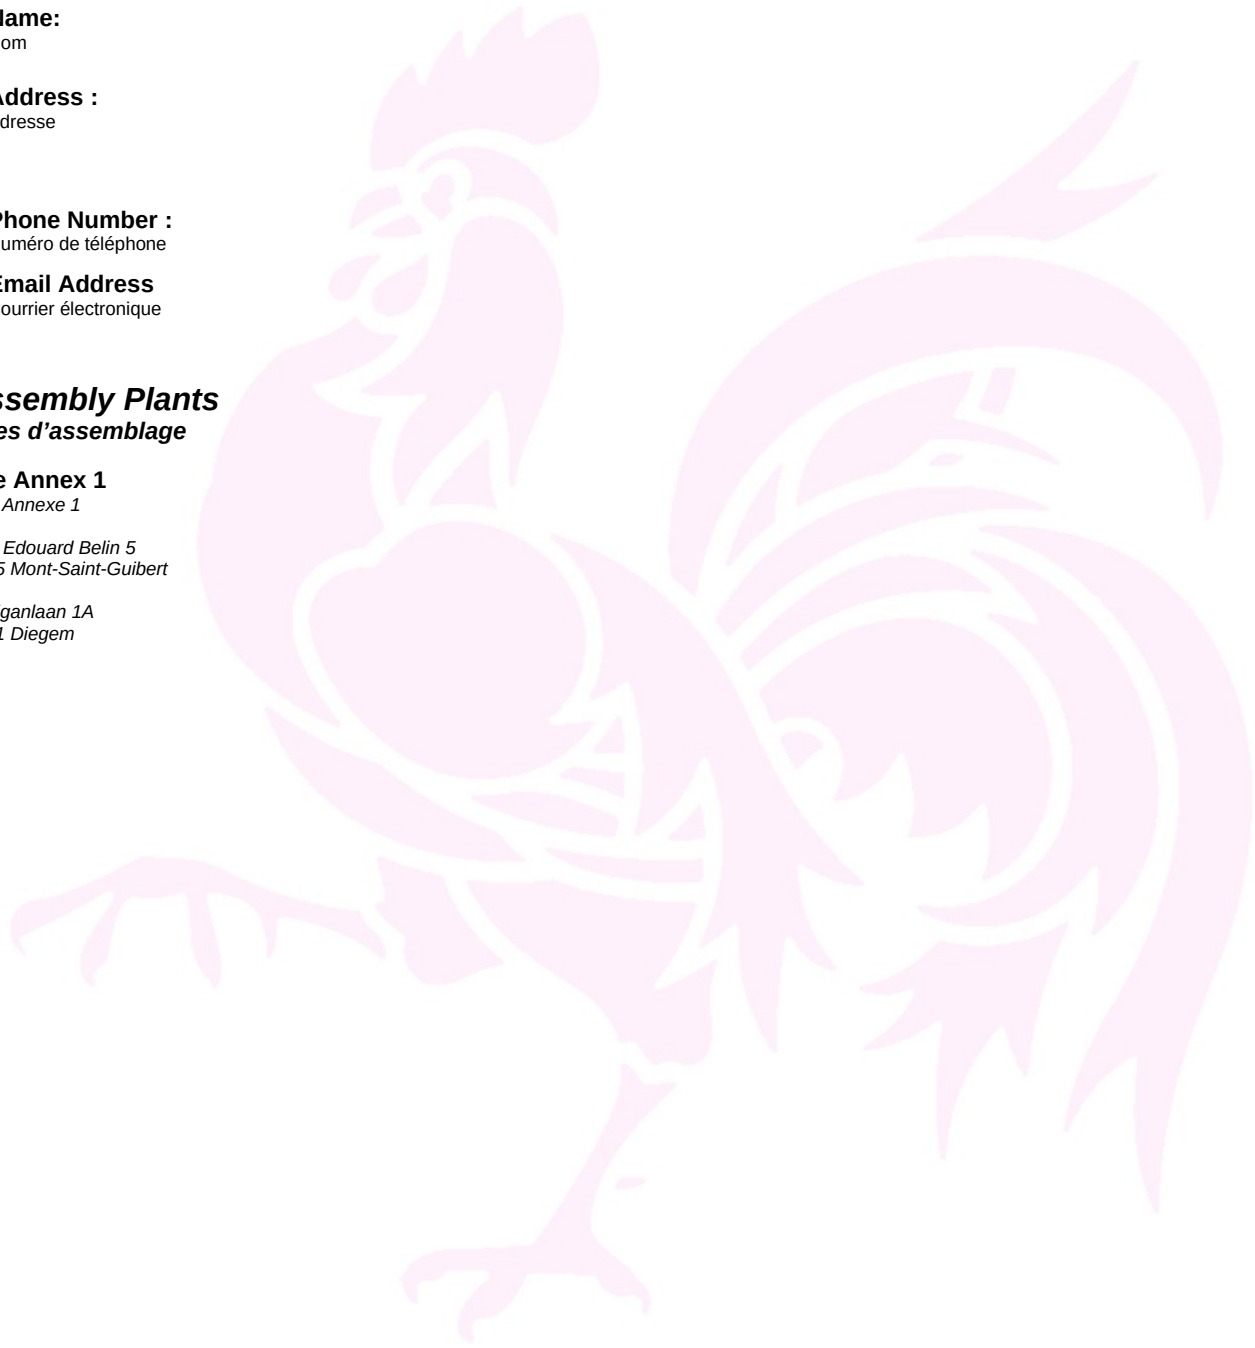 lame:
om
Address :
dresse
Phone Number :
uméro de téléphone
Email Address
ourrier électronique
ssembly Plants
es d’assemblage
e Annex 1
Annexe 1
Edouard Belin 5
5 Mont-Saint-Guibert
ganlaan 1A
1 Diegem